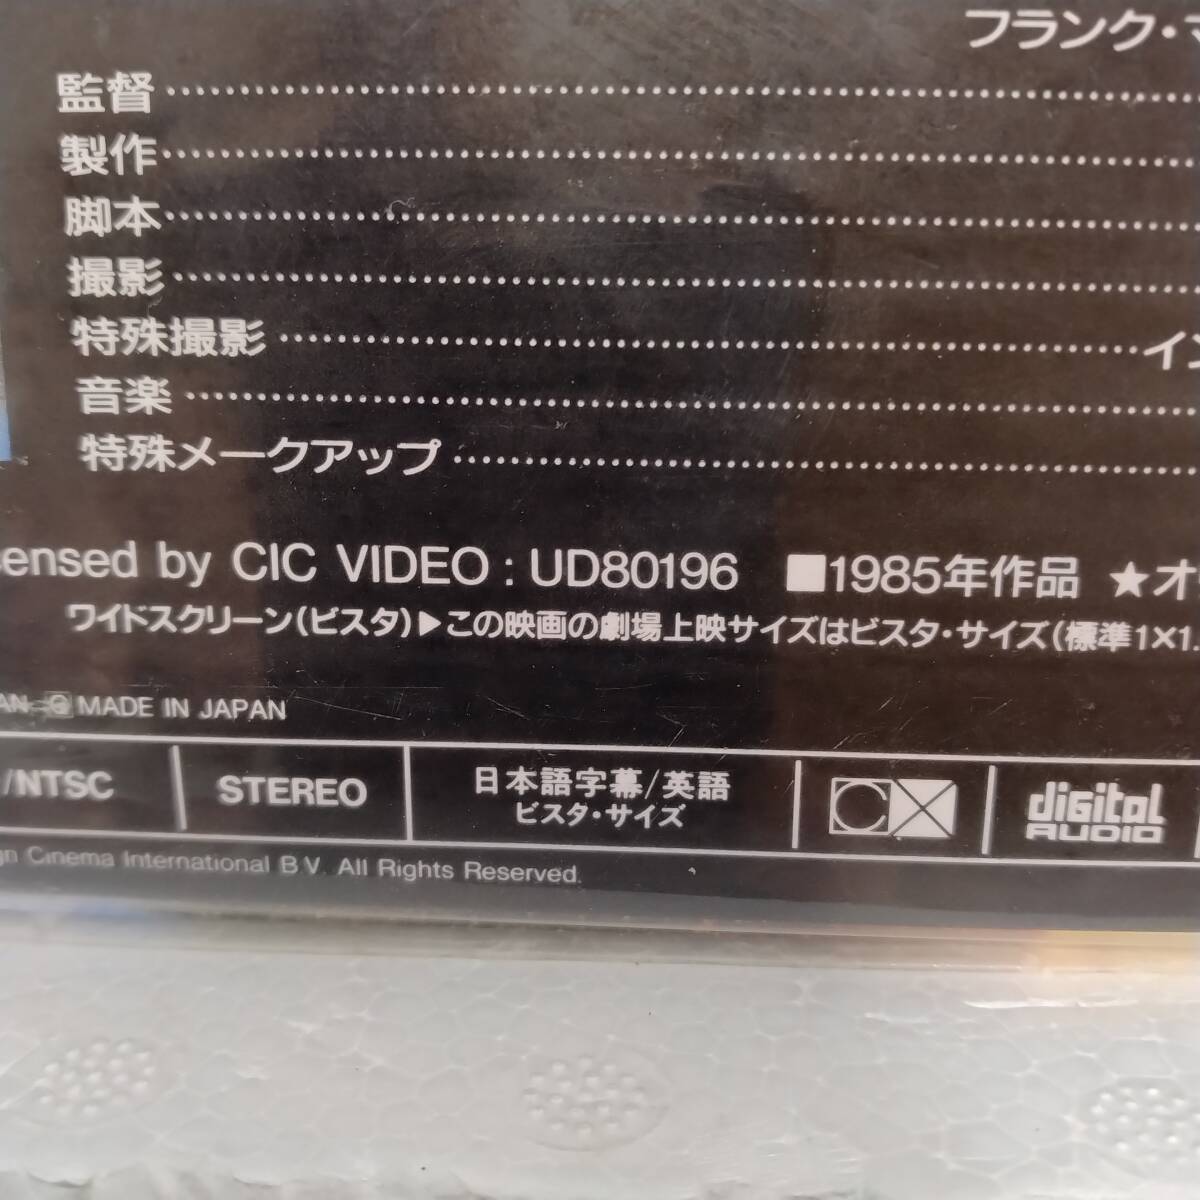 フランク・マ
監督
製作
脚本
撮影
特殊撮影 イン
音楽
特殊メークアップ
censed by CIC VIDEO : UD80196 ■1985年作品 ★オ
ワイドスクリーン(ビスタ)▶この映画の劇場上映サイズはビスタ・サイズ(標準1×1.
AN G MADE IN JAPAN
/NTSC STEREO 日本語字幕/英語 digital
ビスタ・サイズ AUDIO
gn Cinema International B.V. All Rights Reserved.